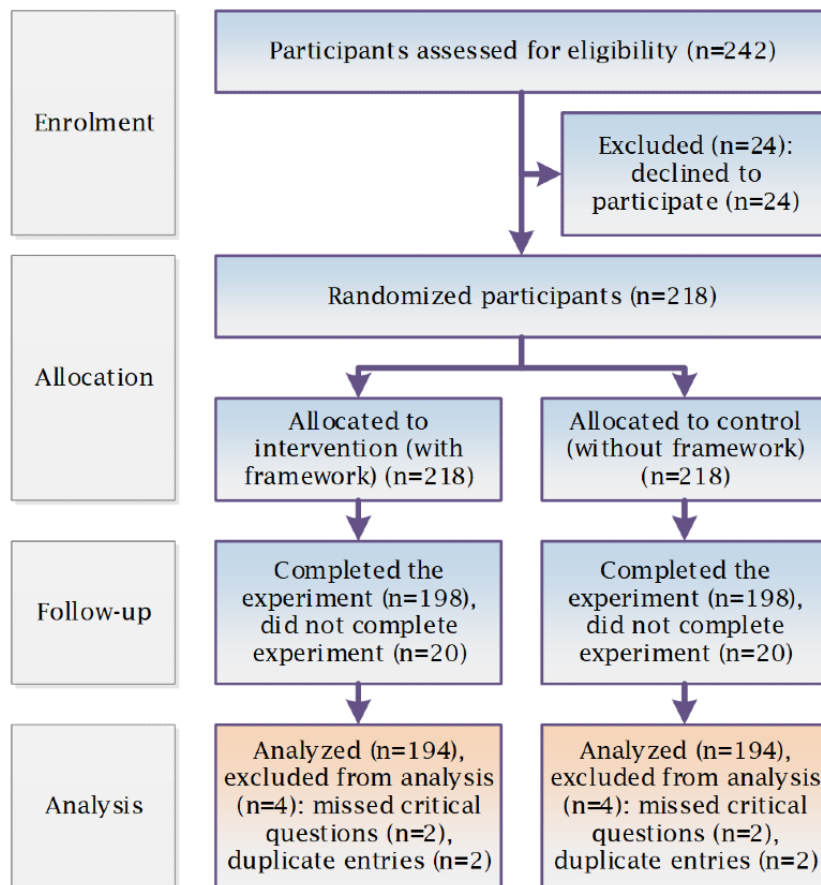 Enrolment
Participants assessed for eligibility (n=242)
Excluded (n=24):
declined to
participate (n=24)
Allocation
Randomized participants (n=218)
Allocated to
intervention (with
framework) (n=218)
Allocated to control
(without framework)
(n=218)
Follow-up
Completed the
experiment (n=198),
did not complete
experiment (n=20)
Completed the
experiment (n=198),
did not complete
experiment (n=20)
Analysis
Analyzed (n=194),
excluded from analysis
(n=4): missed critical
questions (n=2),
duplicate entries (n=2)
Analyzed (n=194),
excluded from analysis
(n=4): missed critical
questions (n=2),
duplicate entries (n=2)